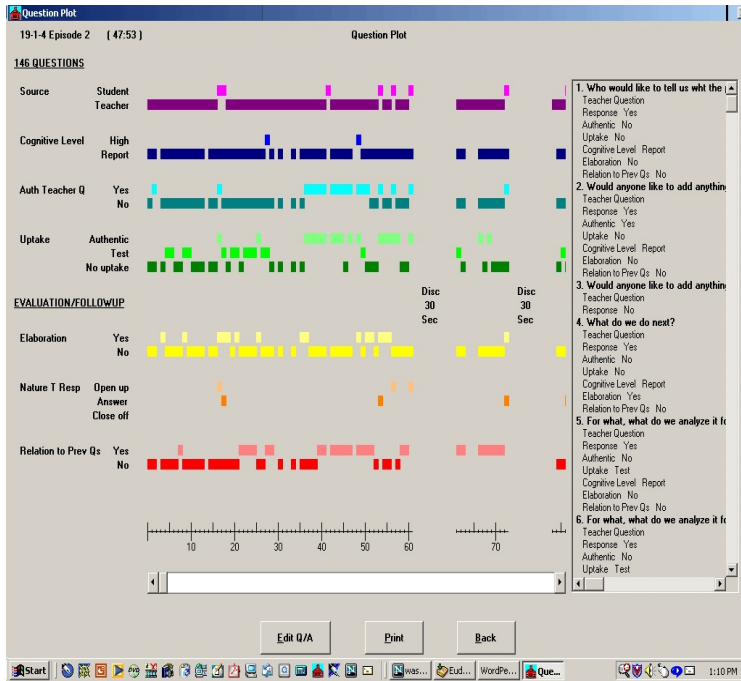 Question Plot
19-1-4 Episode 2 ( 47:53 ) Question Plot
146 QUESTIONS
Source Student
Teacher
Cognitive Level High
Report
Auth Teacher Q Yes
No
Uptake Authentic
Test
No uptake
Disc Disc
30 30
Sec Sec
EVALUATION/FOLLOWUP
Elaboration Yes
No
Nature T Resp Open up
Answer
Close off
Relation to Prev Qs Yes
No
10 20 30 40 50 60 70
1. Who would like to tell us wht the
Teacher Question
Response Yes
Authentic No
Uptake No
Cognitive Level Report
Elaboration No
Relation to Prev Qs No
2. Would anyone like to add anything
Teacher Question
Response Yes
Authentic Yes
Uptake No
Cognitive Level Report
Elaboration No
Relation to Prev Qs No
3. Would anyone like to add anything
Teacher Question
Response No
4. What do we do next?
Teacher Question
Response Yes
Authentic No
Uptake No
Cognitive Level Report
Elaboration Yes
Relation to Prev Qs No
5. For what, what do we analyze it fo
Teacher Question
Response Yes
Authentic No
Uptake Test
Cognitive Level Report
Elaboration No
Relation to Prev Qs No
6. For what, what do we analyze it fo
Teacher Question
Response Yes
Authentic No
Uptake Test
Edit Q/A Print Back
Start was... Eud... WordPe... Que... 1:10 PM